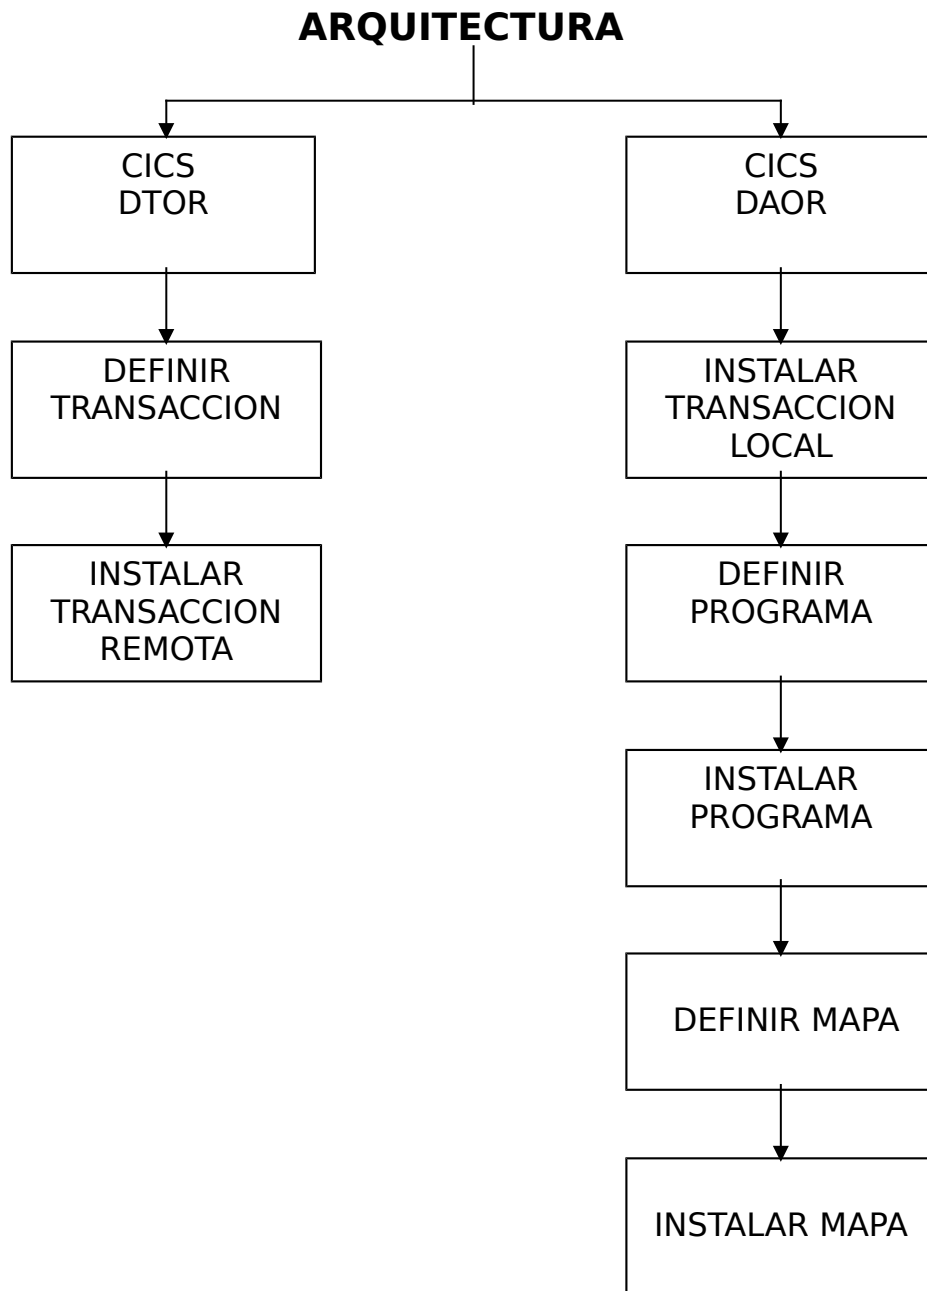 ARQUITECTURA
CICS
DTOR
DEFINIR
TRANSACCION
INSTALAR
TRANSACCION
REMOTA
CICS
DAOR
INSTALAR
TRANSACCION
LOCAL
DEFINIR
PROGRAMA
INSTALAR
PROGRAMA
DEFINIR MAPA
INSTALAR MAPA